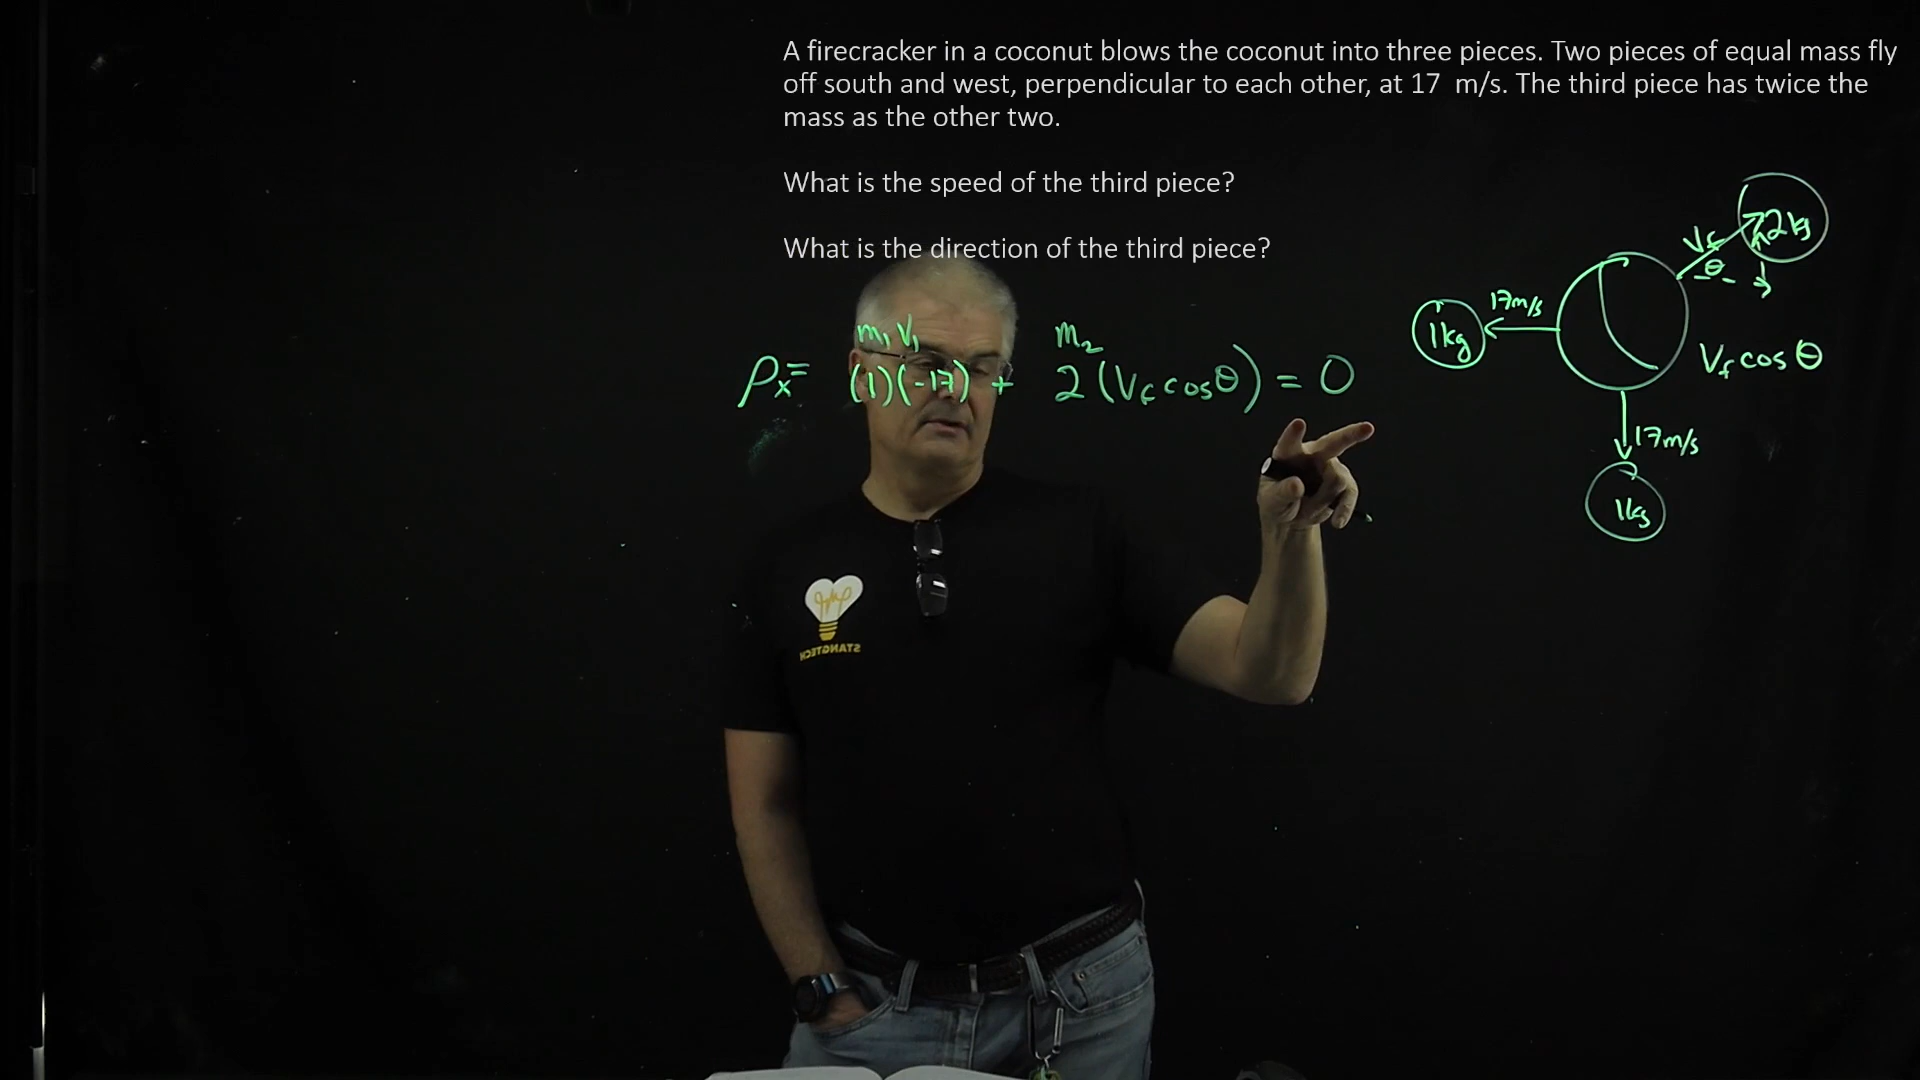 A firecracker in a coconut blows the coconut into three pieces. Two pieces of equal mass fly
off south and west, perpendicular to each other, at 17 m/s. The third piece has twice the
mass as the other two.
What is the speed of the third piece?
What is the direction of the third piece?
m₁ V₁ m₂
Pₓ= (1)(-17) + 2(V_f cosθ) = 0
2kg
V_f
θ
17m/s
1kg
V_f cos θ
17m/s
1kg
STANGTECH